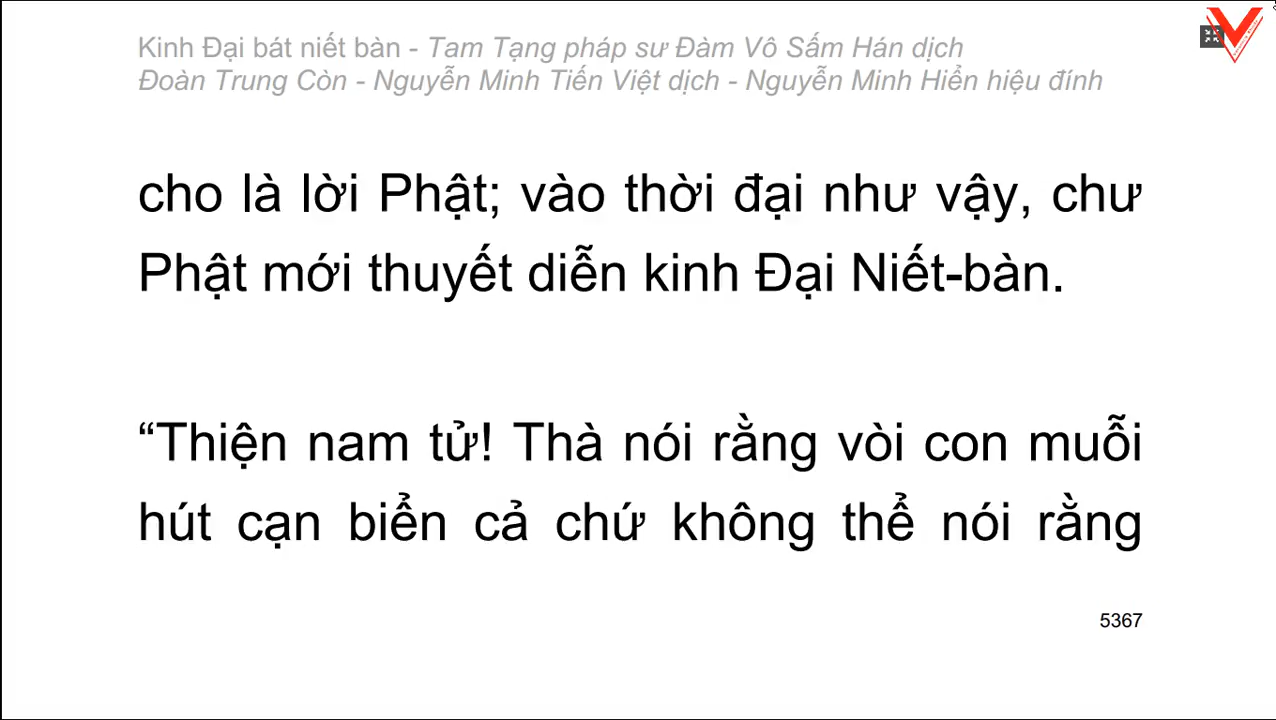 Kinh Đại bát niết bàn - Tam Tạng pháp sư Đàm Vô Sấm Hán dịch
Đoàn Trung Còn - Nguyễn Minh Tiến Việt dịch - Nguyễn Minh Hiển hiệu đính
cho là lời Phật; vào thời đại như vậy, chư
Phật mới thuyết diễn kinh Đại Niết-bàn.
“Thiện nam tử! Thà nói rằng vòi con muỗi
hút cạn biển cả chứ không thể nói rằng
5367